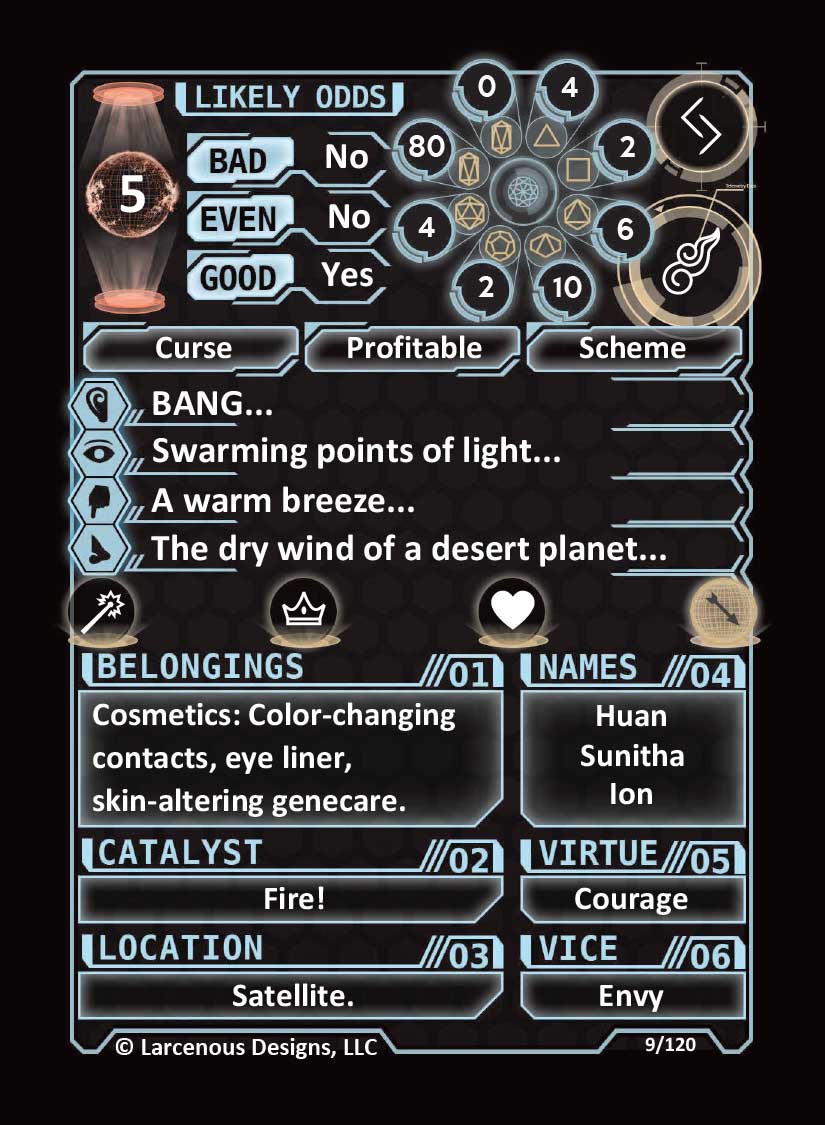 LIKELY ODDS
5
BAD No
EVEN No
GOOD Yes
0 4
80 2
4 6
2 10
Curse Profitable Scheme
BANG...
Swarming points of light...
A warm breeze...
The dry wind of a desert planet...
BELONGINGS ///01
Cosmetics: Color-changing
contacts, eye liner,
skin-altering genecare.
NAMES ///04
Huan
Sunitha
Ion
CATALYST ///02
Fire!
VIRTUE ///05
Courage
LOCATION ///03
Satellite.
VICE ///06
Envy
© Larcenous Designs, LLC 9/120